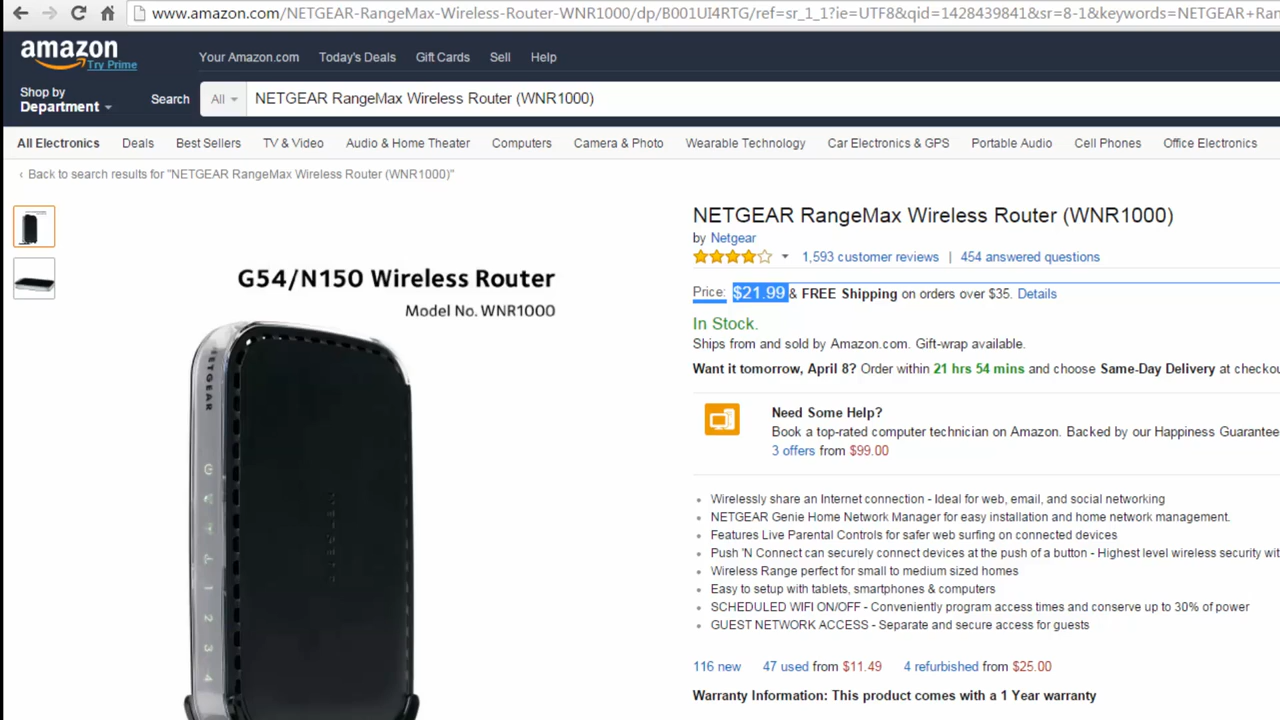 www.amazon.com/NETGEAR-RangeMax-Wireless-Router-WNR1000/dp/B001UI4RTG/ref=sr_1_1?ie=UTF8&qid=1428439841&sr=8-1&keywords=NETGEAR+Ran
amazon
Try Prime
Your Amazon.com Today's Deals Gift Cards Sell Help
Shop by
Department
Search All NETGEAR RangeMax Wireless Router (WNR1000)
All Electronics Deals Best Sellers TV & Video Audio & Home Theater Computers Camera & Photo Wearable Technology Car Electronics & GPS Portable Audio Cell Phones Office Electronics
‹ Back to search results for "NETGEAR RangeMax Wireless Router (WNR1000)"
G54/N150 Wireless Router
Model No. WNR1000
NETGEAR
1
2
3
4
NETGEAR RangeMax Wireless Router (WNR1000)
by Netgear
1,593 customer reviews | 454 answered questions
Price: $21.99 & FREE Shipping on orders over $35. Details
In Stock.
Ships from and sold by Amazon.com. Gift-wrap available.
Want it tomorrow, April 8? Order within 21 hrs 54 mins and choose Same-Day Delivery at checkou
Need Some Help?
Book a top-rated computer technician on Amazon. Backed by our Happiness Guarantee
3 offers from $99.00
• Wirelessly share an Internet connection - Ideal for web, email, and social networking
• NETGEAR Genie Home Network Manager for easy installation and home network management.
• Features Live Parental Controls for safer web surfing on connected devices
• Push 'N Connect can securely connect devices at the push of a button - Highest level wireless security wit
• Wireless Range perfect for small to medium sized homes
• Easy to setup with tablets, smartphones & computers
• SCHEDULED WIFI ON/OFF - Conveniently program access times and conserve up to 30% of power
• GUEST NETWORK ACCESS - Separate and secure access for guests
116 new 47 used from $11.49 4 refurbished from $25.00
Warranty Information: This product comes with a 1 Year warranty